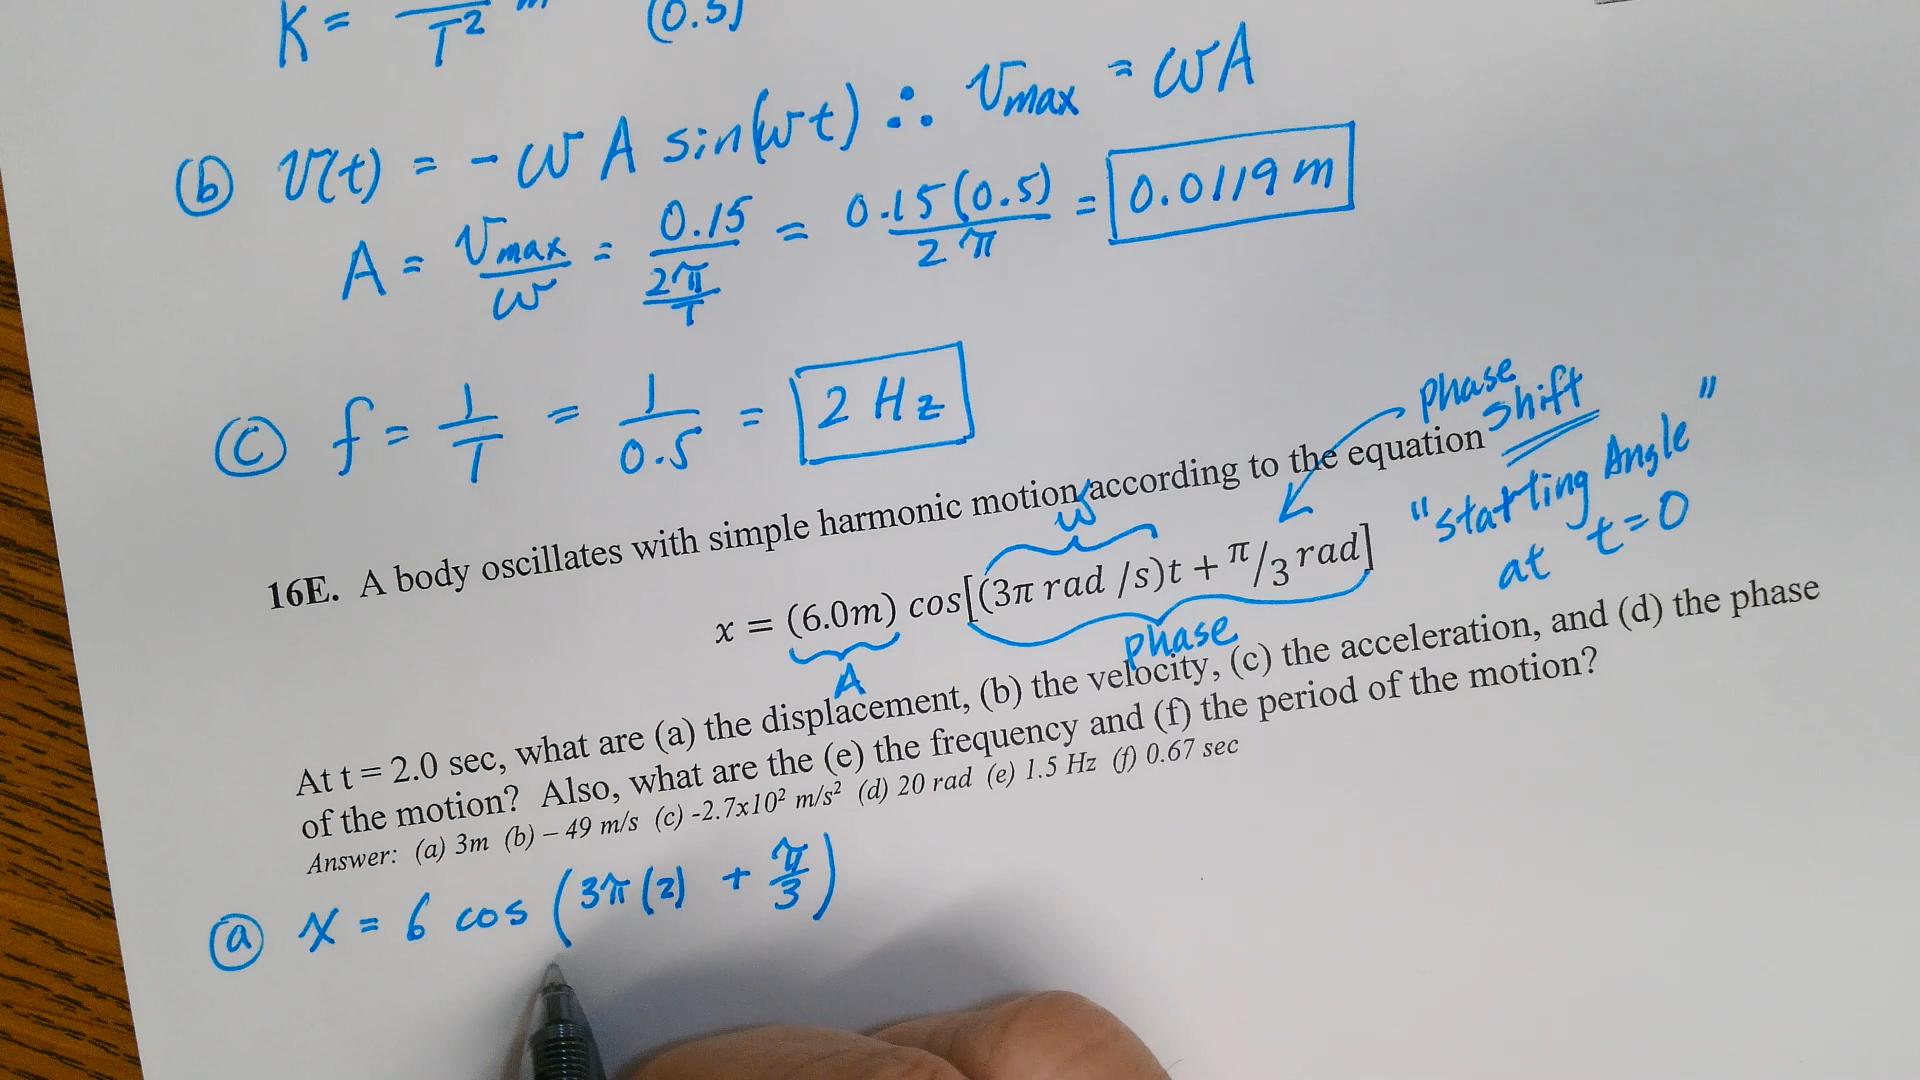 K = T²
(0.5)
(b) v(t) = - ω A sin(ωt) ∴ vmax = ωA
A = vmax/ω = 0.15/(2π/T) = 0.15(0.5)/2π = 0.0119 m
(c) f = 1/T = 1/0.5 = 2 Hz
phase shift
"starting Angle" at t=0
16E. A body oscillates with simple harmonic motion according to the equation
ω
x = (6.0m) cos[(3π rad /s)t + π/3 rad]
A
phase
At t = 2.0 sec, what are (a) the displacement, (b) the velocity, (c) the acceleration, and (d) the phase
of the motion? Also, what are the (e) the frequency and (f) the period of the motion?
Answer: (a) 3m (b) – 49 m/s (c) -2.7x10² m/s² (d) 20 rad (e) 1.5 Hz (f) 0.67 sec
(a) x = 6 cos (3π(2) + π/3)